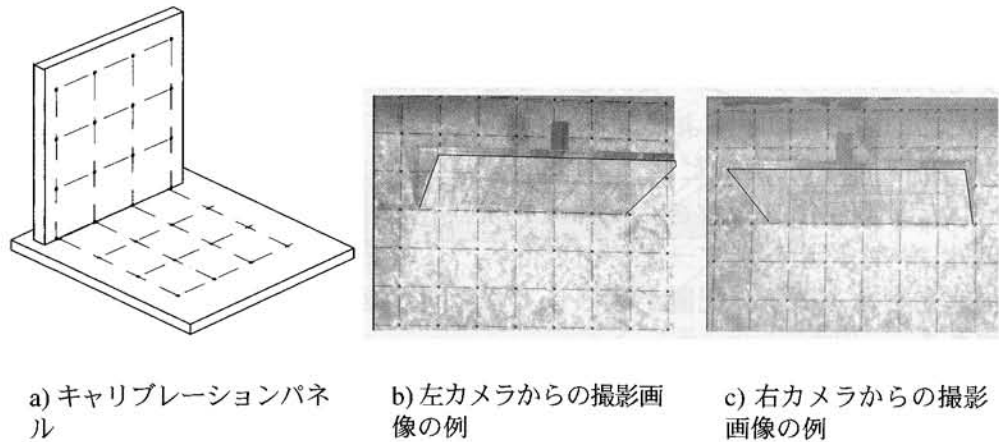 a) キャリブレーションパネ
ル
b) 左カメラからの撮影画
像の例
c) 右カメラからの撮影
画像の例